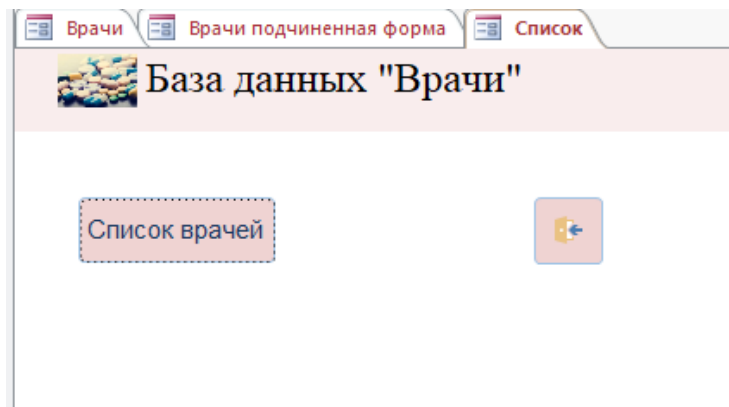 Врачи Врачи подчиненная форма Список
База данных "Врачи"
Список врачей